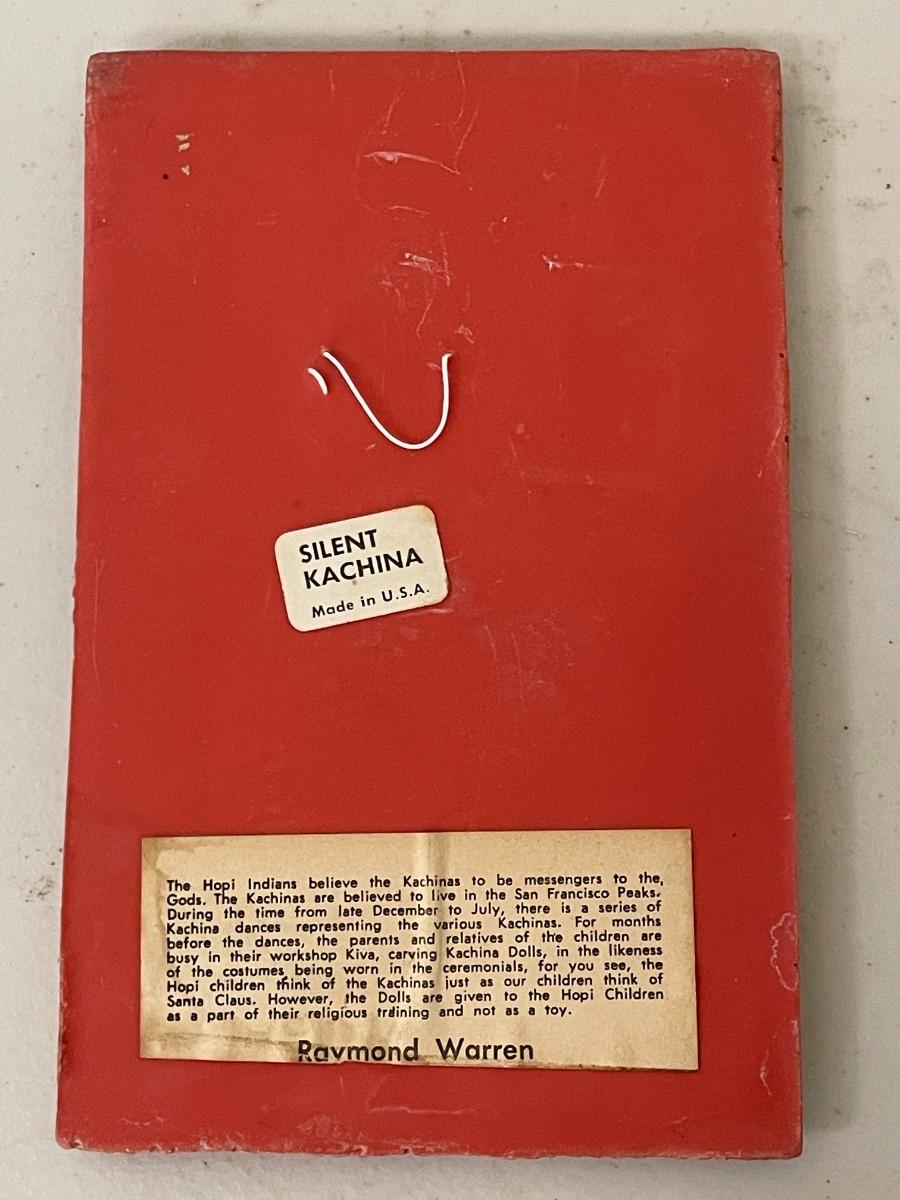 SILENT
KACHINA
Made in U.S.A.
The Hopi Indians believe the Kachinas to be messengers to the,
Gods. The Kachinas are believed to live in the San Francisco Peaks.
During the time from late December to July, there is a series of
Kachina dances representing the various Kachinas. For months
before the dances, the parents and relatives of the children are
busy in their workshop Kiva, carving Kachina Dolls, in the likeness
of the costumes being worn in the ceremonials, for you see, the
Hopi children think of the Kachinas just as our children think of
Santa Claus. However, the Dolls are given to the Hopi Children
as a part of their religious training and not as a toy.
Raymond Warren